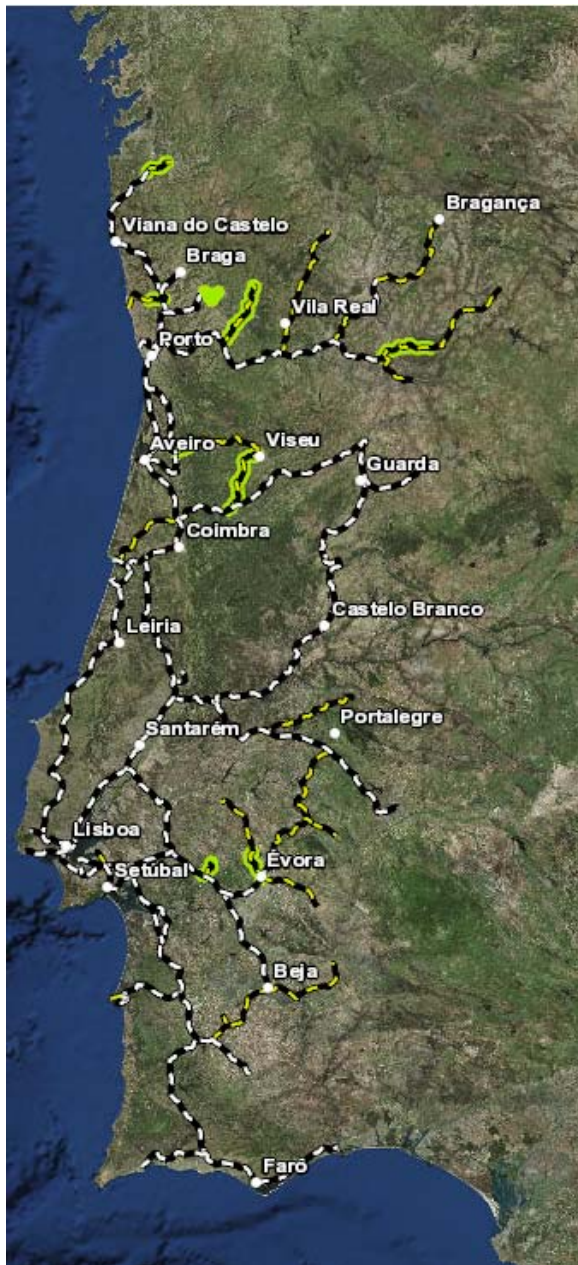 Bragança
Viana do Castelo
Braga
Vila Real
Porto
Aveiro
Viseu
Guarda
Coimbra
Castelo Branco
Leiria
Portalegre
Santarém
Lisboa
Setúbal
Évora
Beja
Faro